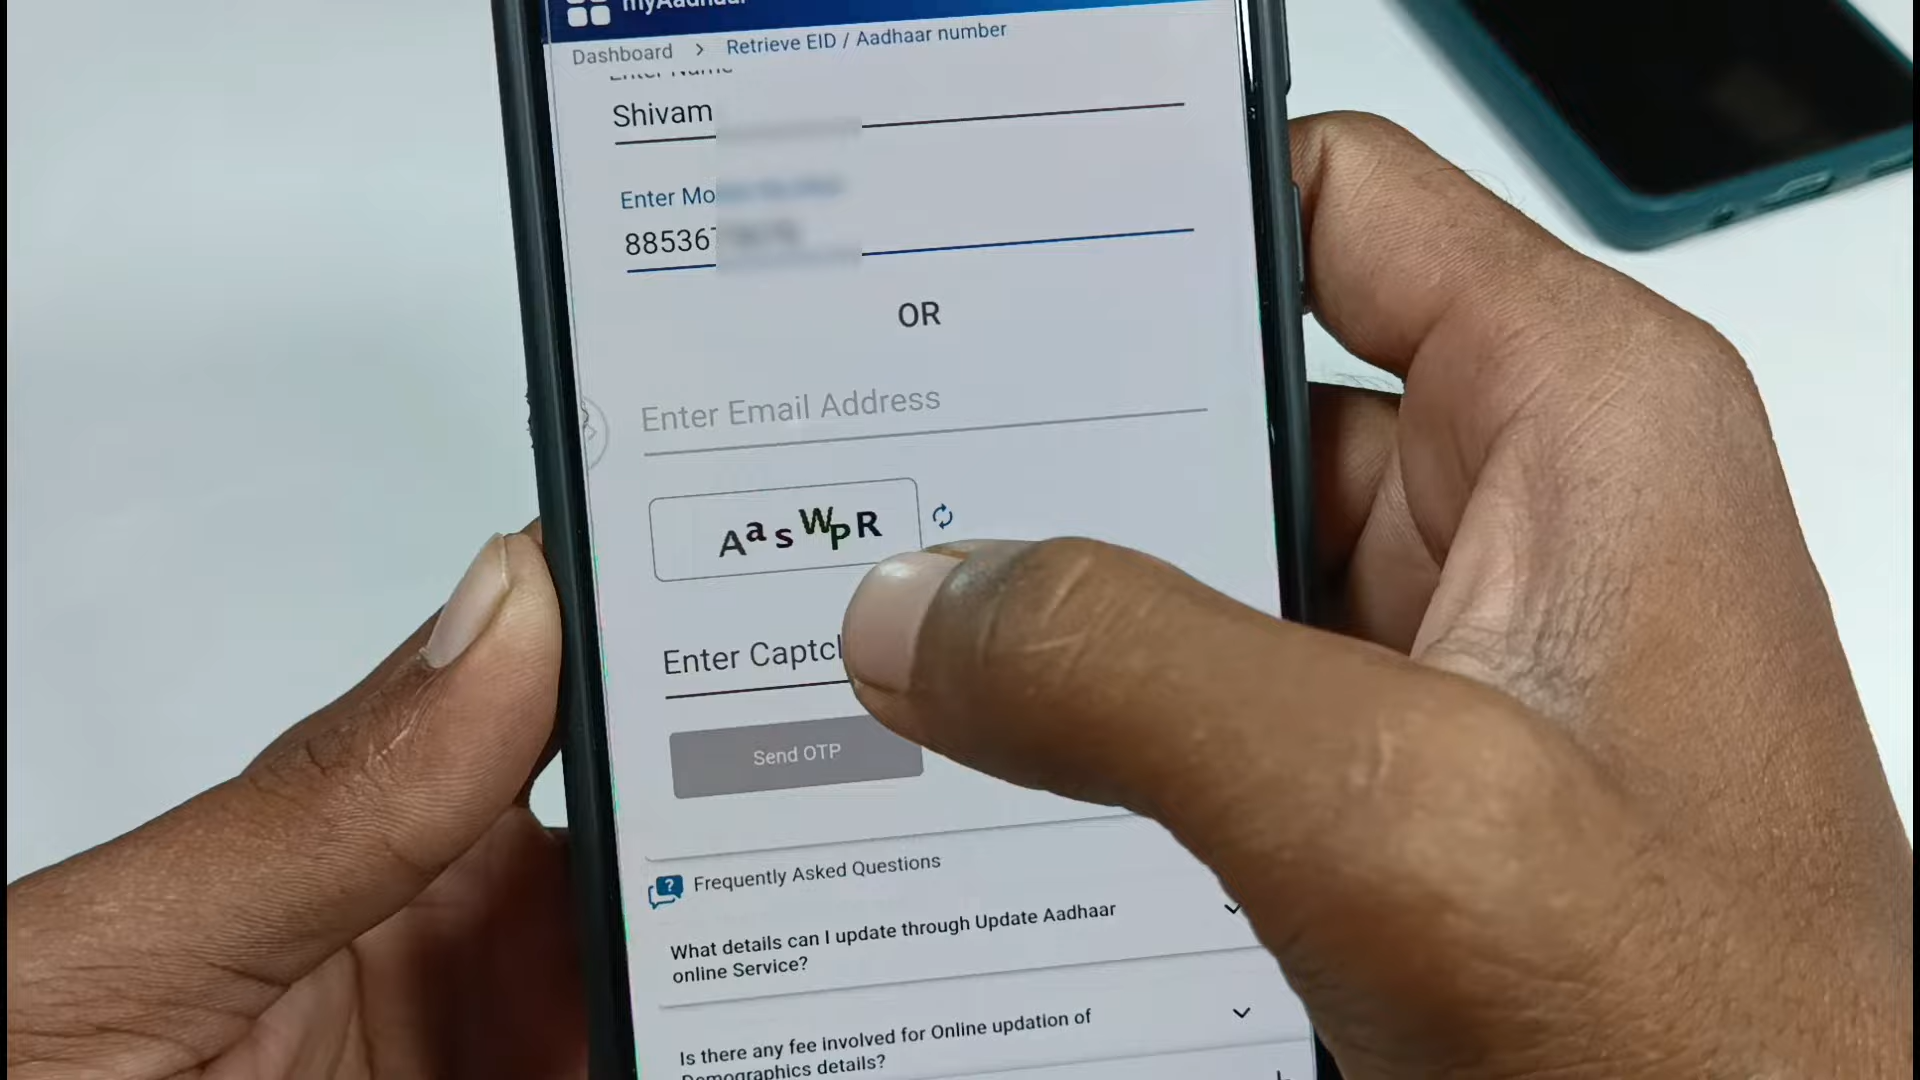 myAadhaar
Dashboard > Retrieve EID / Aadhaar number
Enter Name
Shivam
Enter Mo
88536
OR
Enter Email Address
AasWpR
Enter Captc
Send OTP
Frequently Asked Questions
What details can I update through Update Aadhaar
online Service?
Is there any fee involved for Online updation of
Demographics details?